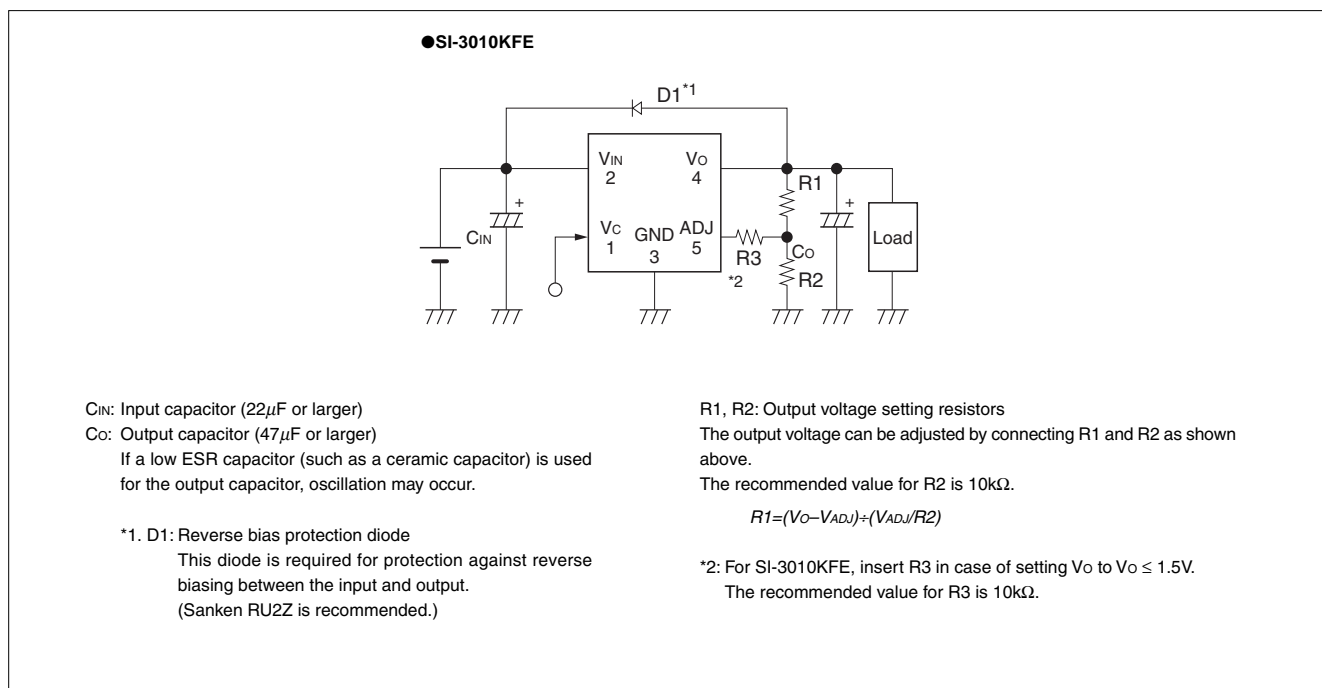 ●SI-3010KFE
D1*1
VIN
2
VO
4
R1
+
+
CIN
VC
1
GND
3
ADJ
5
R3
*2
CO
R2
Load
CIN: Input capacitor (22μF or larger)
CO: Output capacitor (47μF or larger)
If a low ESR capacitor (such as a ceramic capacitor) is used
for the output capacitor, oscillation may occur.
*1. D1: Reverse bias protection diode
This diode is required for protection against reverse
biasing between the input and output.
(Sanken RU2Z is recommended.)
R1, R2: Output voltage setting resistors
The output voltage can be adjusted by connecting R1 and R2 as shown
above.
The recommended value for R2 is 10kΩ.
R1=(VO–VADJ)÷(VADJ/R2)
*2: For SI-3010KFE, insert R3 in case of setting VO to VO ≤ 1.5V.
The recommended value for R3 is 10kΩ.